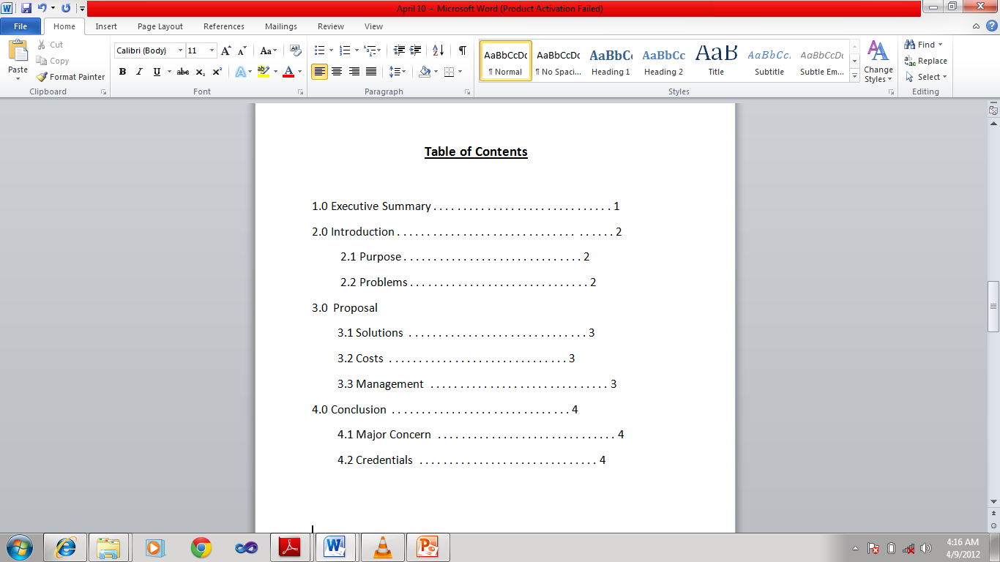 April 10 - Microsoft Word (Product Activation Failed)
File Home Insert Page Layout References Mailings Review View
Paste
Cut
Copy
Format Painter
Clipboard
Calibri (Body) 11
Font
Paragraph
AaBbCcDc AaBbCcDc AaBbCc AaBbCc AaB AaBbCc. AaBbCcDc
¶ Normal ¶ No Spaci... Heading 1 Heading 2 Title Subtitle Subtle Em...
Change
Styles
Styles
Find
Replace
Select
Editing
Table of Contents
1.0 Executive Summary . . . . . . . . . . . . . . . . . . . . . . . . . . . . . . 1
2.0 Introduction . . . . . . . . . . . . . . . . . . . . . . . . . . . . . . . . . . . . 2
2.1 Purpose . . . . . . . . . . . . . . . . . . . . . . . . . . . . . . 2
2.2 Problems . . . . . . . . . . . . . . . . . . . . . . . . . . . . . . 2
3.0 Proposal
3.1 Solutions . . . . . . . . . . . . . . . . . . . . . . . . . . . . . . 3
3.2 Costs . . . . . . . . . . . . . . . . . . . . . . . . . . . . . . 3
3.3 Management . . . . . . . . . . . . . . . . . . . . . . . . . . . . . . 3
4.0 Conclusion . . . . . . . . . . . . . . . . . . . . . . . . . . . . . . 4
4.1 Major Concern . . . . . . . . . . . . . . . . . . . . . . . . . . . . . . 4
4.2 Credentials . . . . . . . . . . . . . . . . . . . . . . . . . . . . . . 4
4:16 AM
4/9/2012